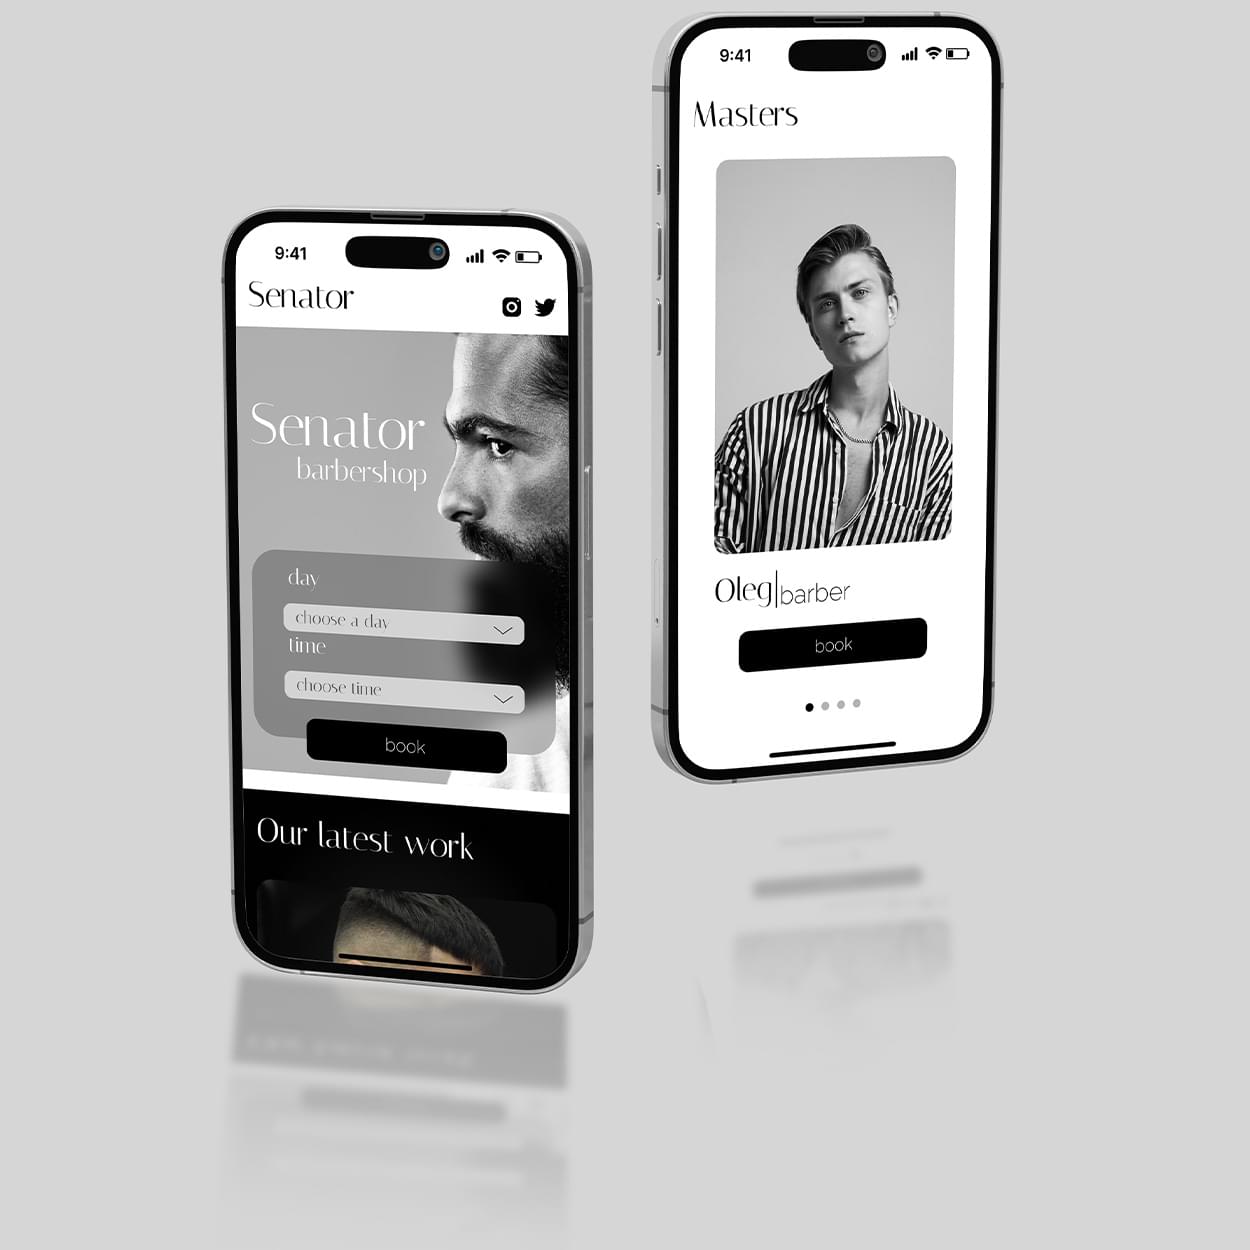 9:41
Senator
Senator
barbershop
day
choose a day
time
choose time
book
Our latest work
9:41
Masters
Oleg|barber
book